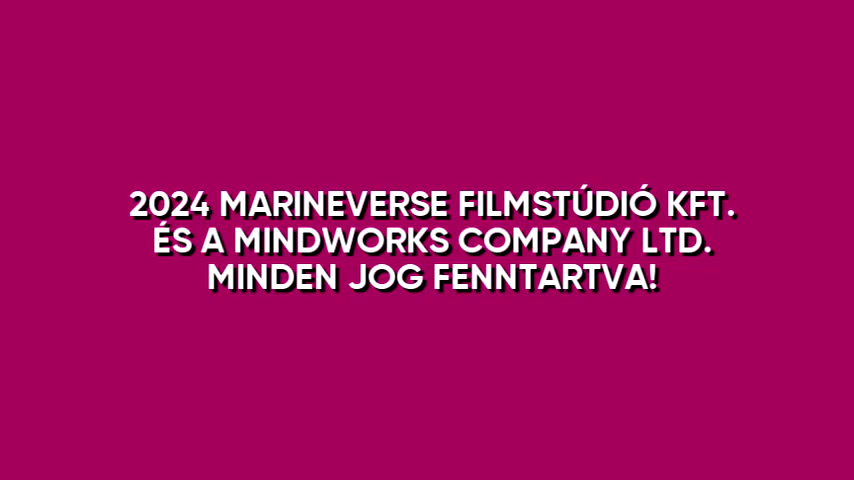 2024 MARINEVERSE FILMSTÚDIÓ KFT.
ÉS A MINDWORKS COMPANY LTD.
MINDEN JOG FENNTARTVA!